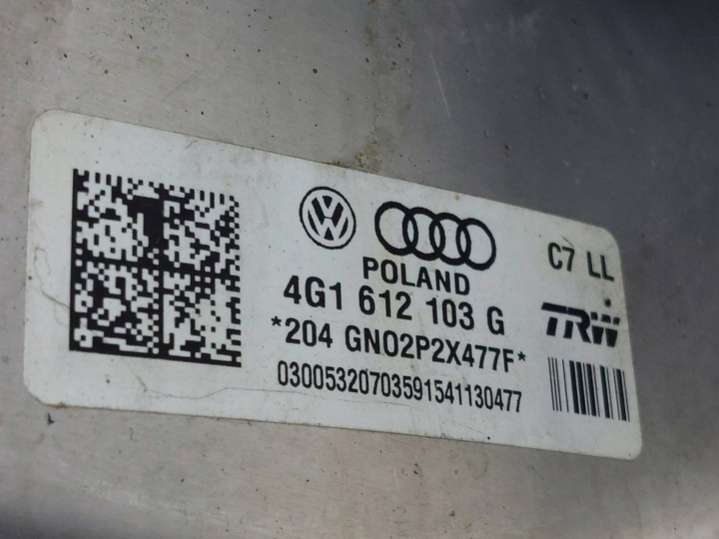 C7 LL
POLAND
4G1 612 103 G
TRW
*204 GN02P2X477F*
03005320703591541130477